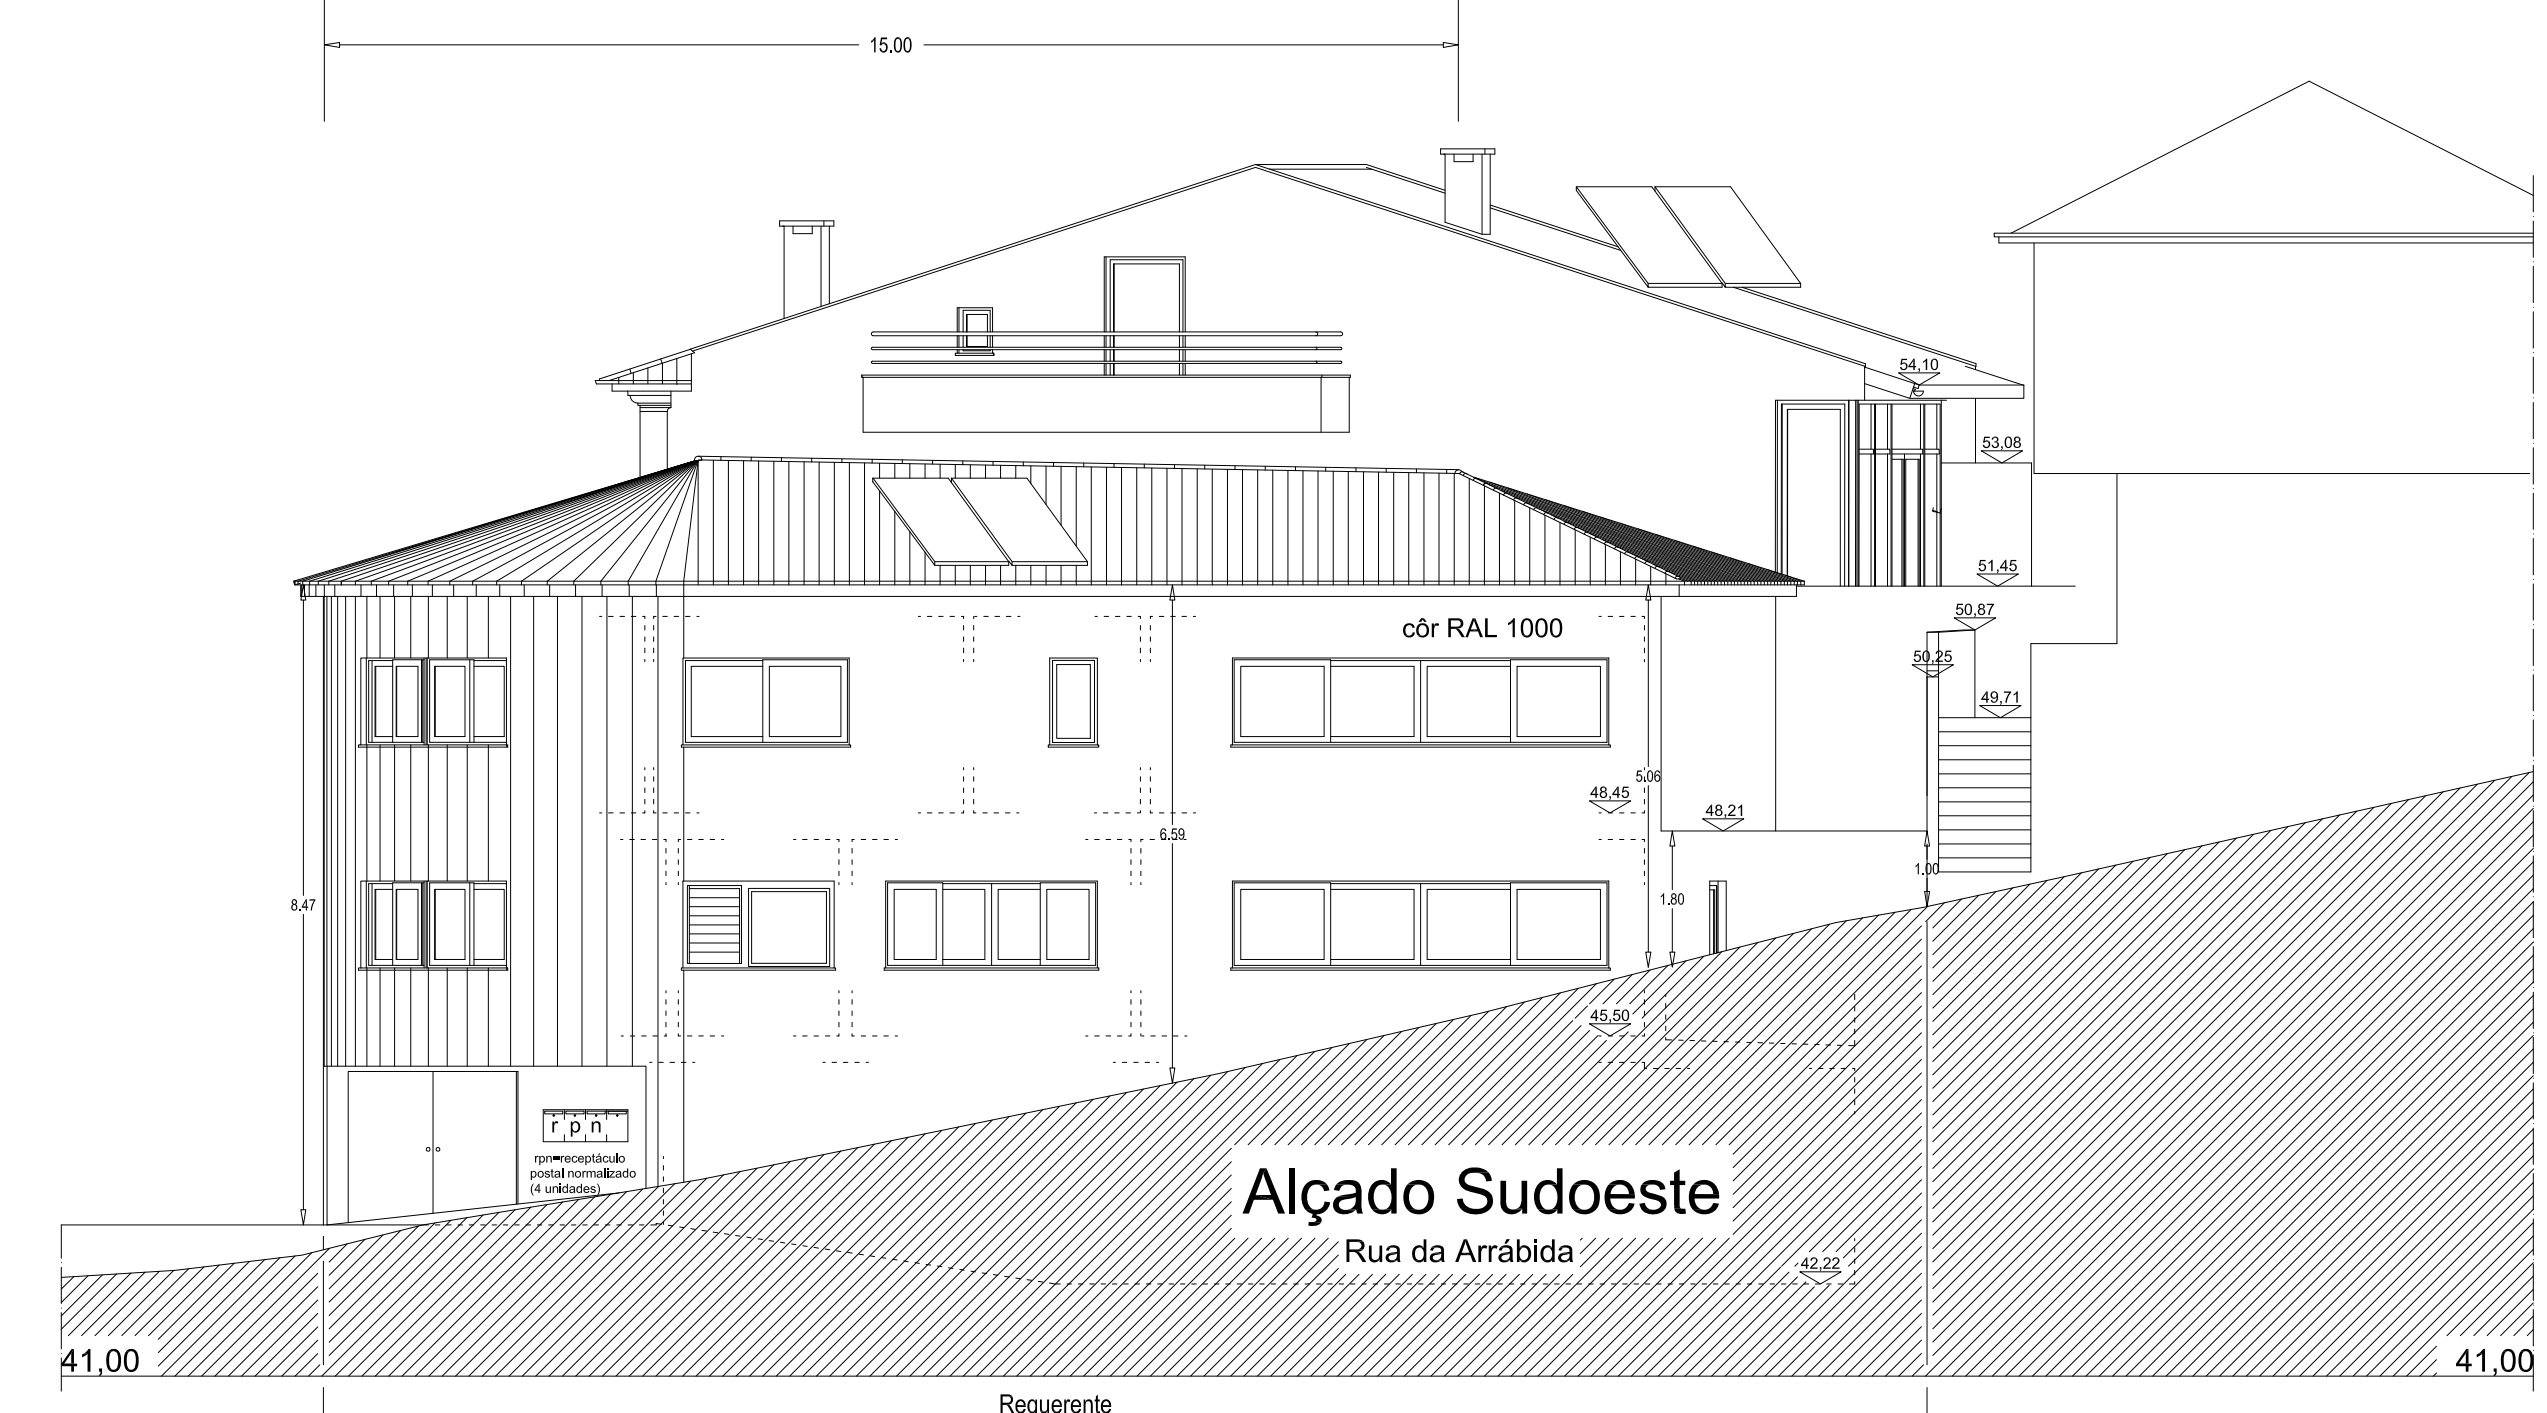 15.00
54,10
53,08
51,45
50,87
côr RAL 1000
50,25
49,71
5.06
48,45
48,21
6.59
1.00
1.80
8.47
45,50
r p n
rpn=receptáculo
postal normalizado
(4 unidades)
Alçado Sudoeste
Rua da Arrábida
42,22
41,00
41,00
Requerente